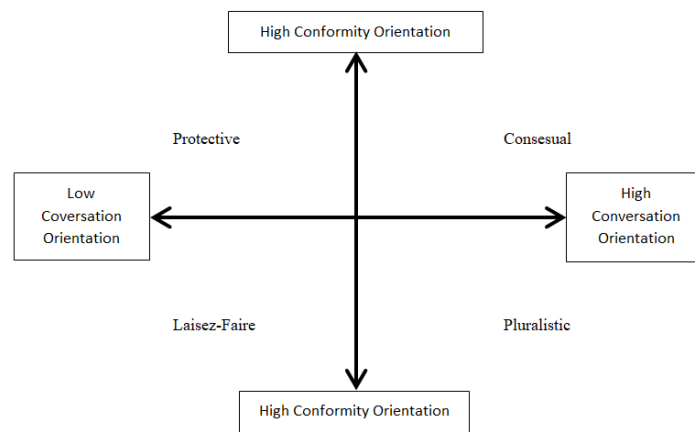 High Conformity Orientation
Protective
Consesual
Low
Coversation
Orientation
High
Conversation
Orientation
Laisez-Faire
Pluralistic
High Conformity Orientation